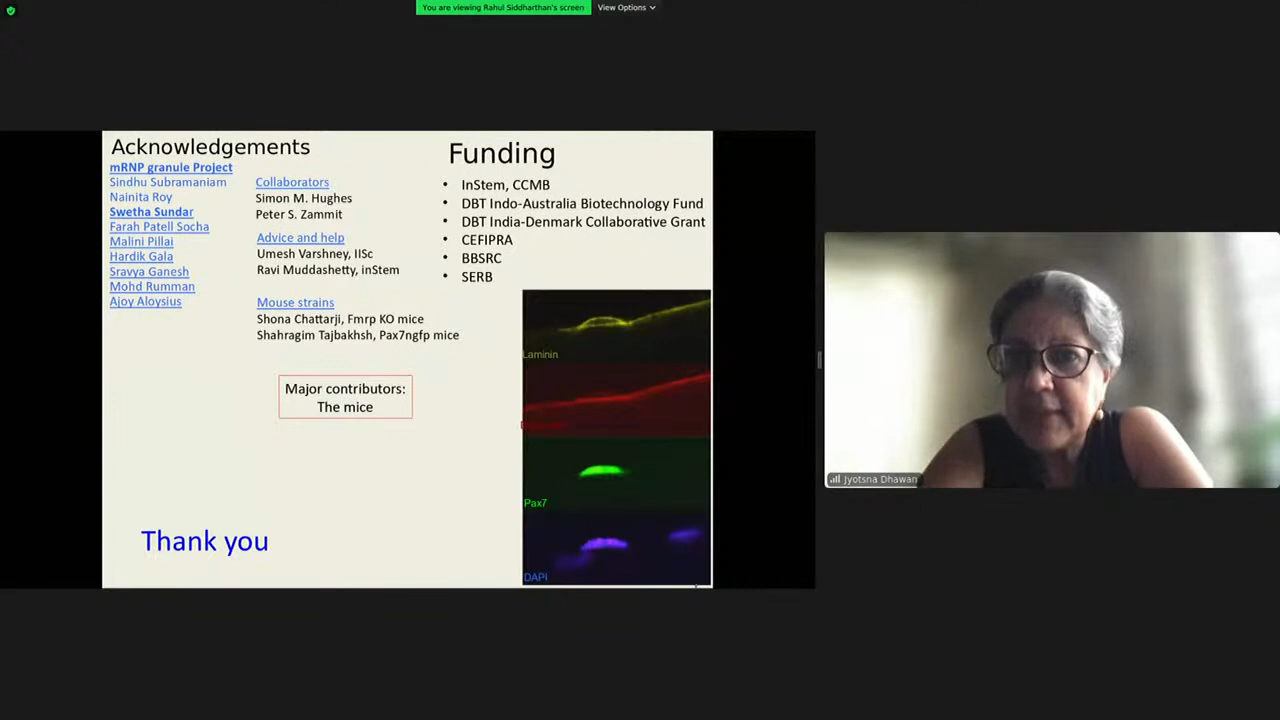 You are viewing Rahul Siddharthan's screen
View Options
Acknowledgements
mRNP granule Project
Sindhu Subramaniam
Nainita Roy
Swetha Sundar
Farah Patell Socha
Malini Pillai
Hardik Gala
Sravya Ganesh
Mohd Rumman
Ajoy Aloysius
Collaborators
Simon M. Hughes
Peter S. Zammit
Advice and help
Umesh Varshney, IISc
Ravi Muddashetty, inStem
Mouse strains
Shona Chattarji, Fmrp KO mice
Shahragim Tajbakhsh, Pax7ngfp mice
Major contributors:
The mice
Thank you
Funding
• InStem, CCMB
• DBT Indo-Australia Biotechnology Fund
• DBT India-Denmark Collaborative Grant
• CEFIPRA
• BBSRC
• SERB
Laminin
Pax7
DAPI
Jyotsna Dhawan